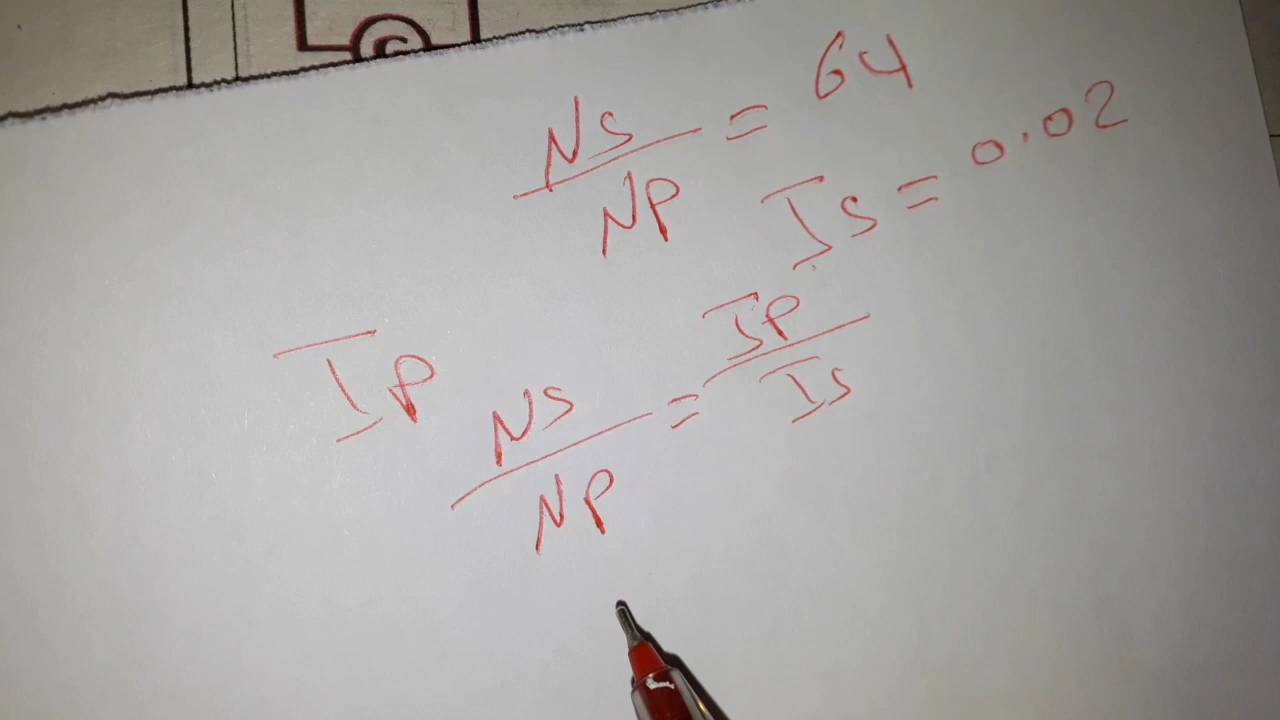 Ns/NP = 64
Is = 0.02
IP
Ns/NP = IP/Is